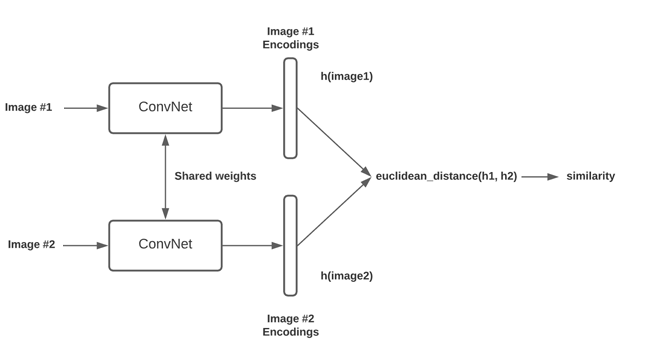 Image #1
Encodings
h(image1)
Image #1
ConvNet
Shared weights
euclidean_distance(h1, h2)
similarity
Image #2
ConvNet
h(image2)
Image #2
Encodings